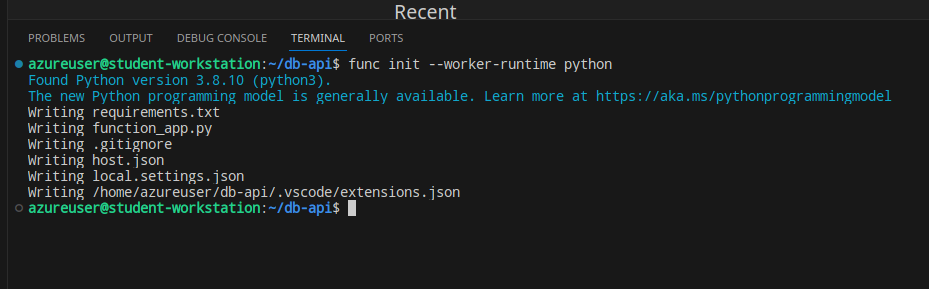 Recent
PROBLEMS OUTPUT DEBUG CONSOLE TERMINAL PORTS
azureuser@student-workstation:~/db-api$ func init --worker-runtime python
Found Python version 3.8.10 (python3).
The new Python programming model is generally available. Learn more at https://aka.ms/pythonprogrammingmodel
Writing requirements.txt
Writing function_app.py
Writing .gitignore
Writing host.json
Writing local.settings.json
Writing /home/azureuser/db-api/.vscode/extensions.json
azureuser@student-workstation:~/db-api$